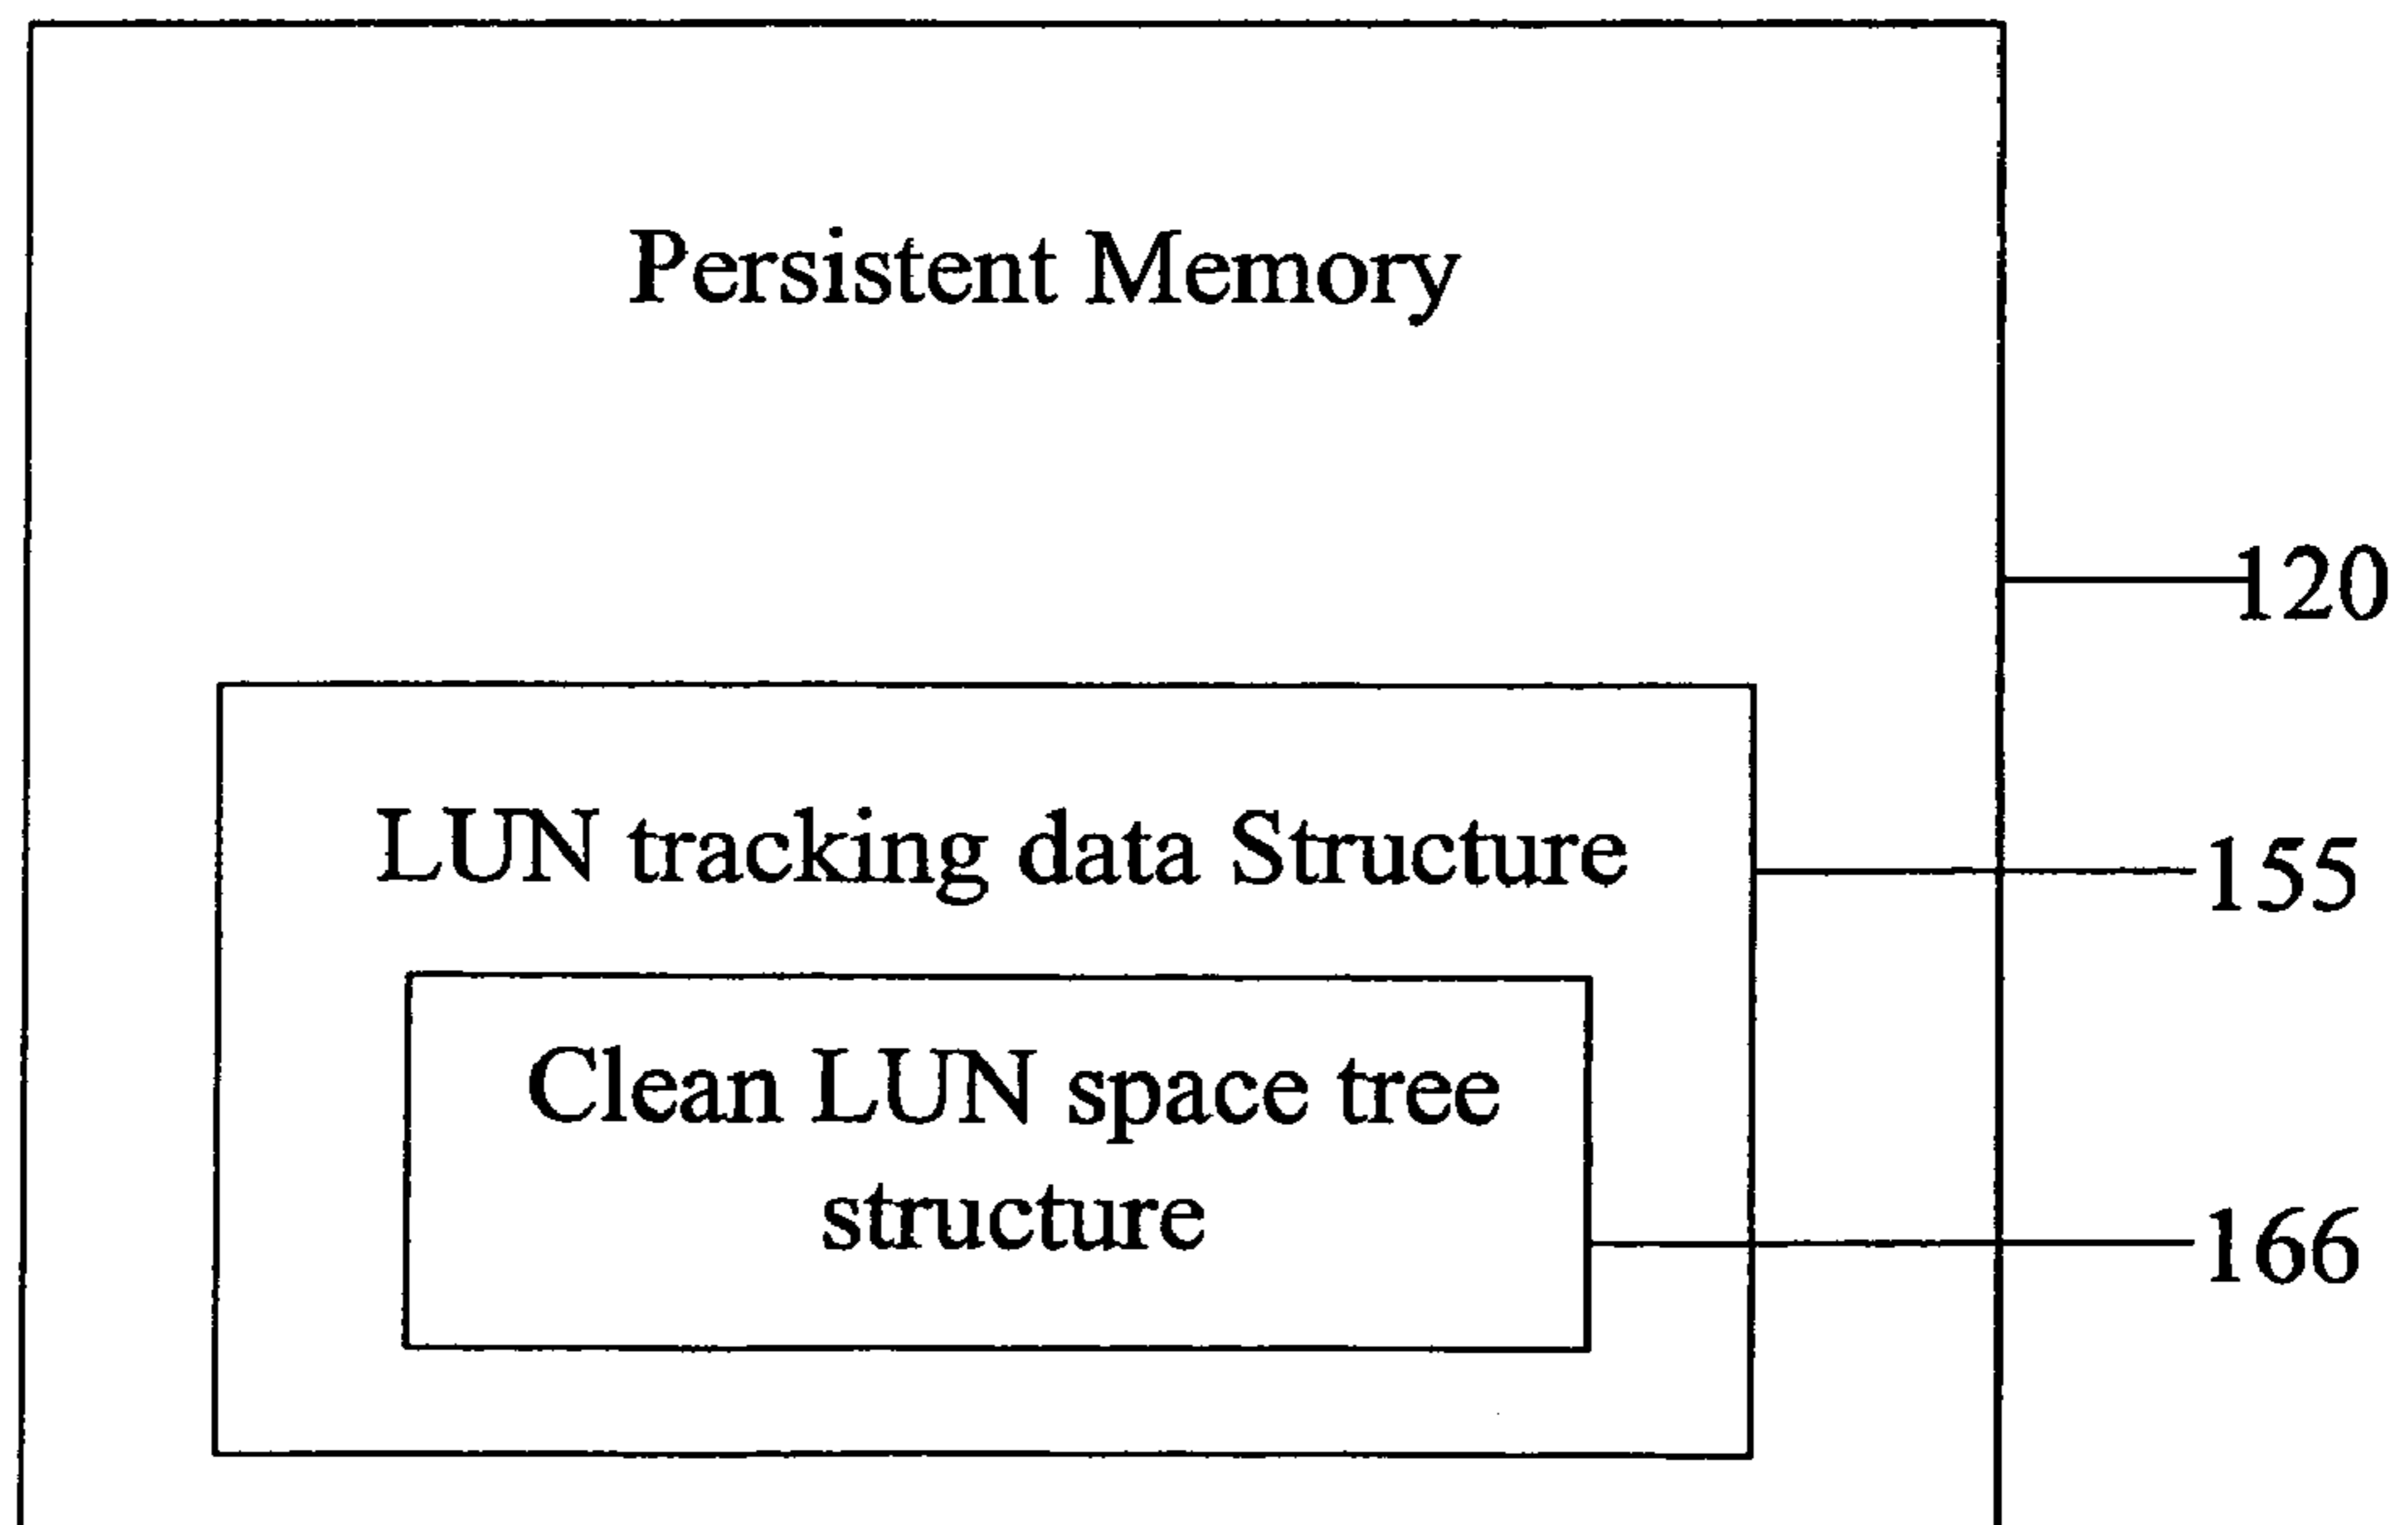 Persistent Memory
120
LUN tracking data Structure
155
Clean LUN space tree
structure
166